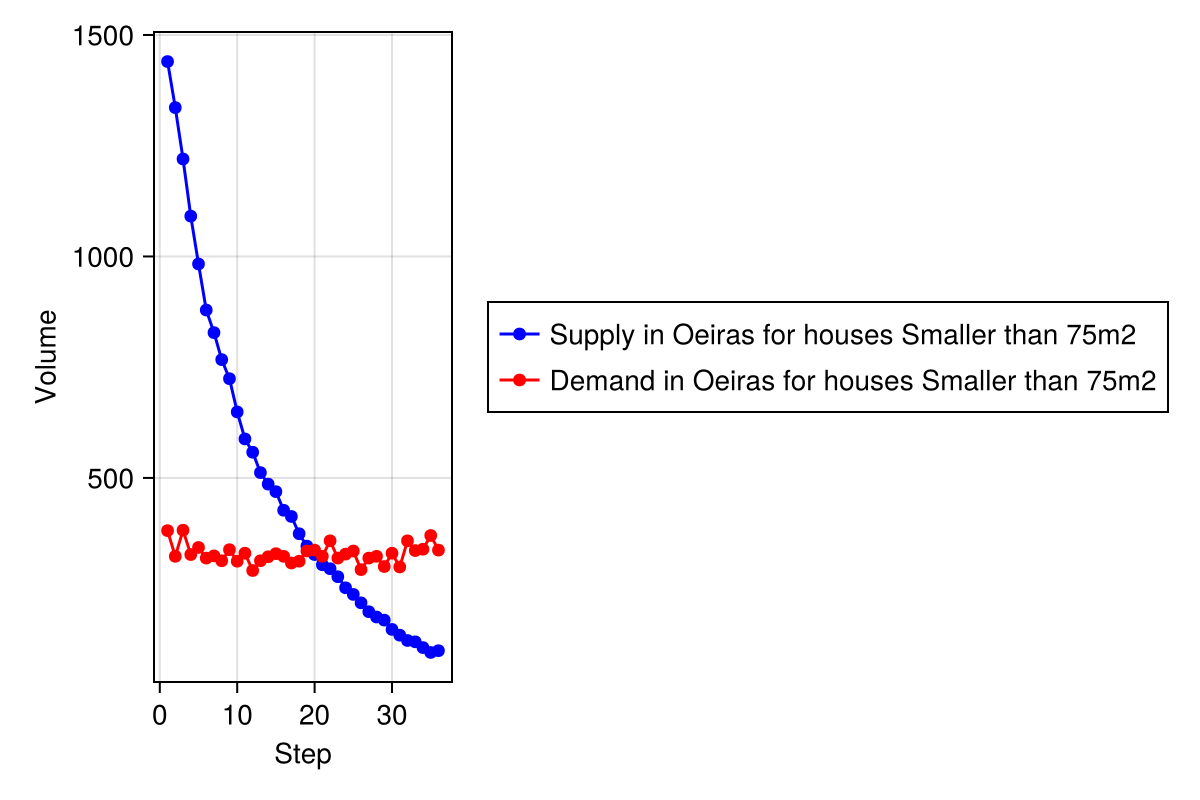 1500
1000
500
Volume
0 10 20 30
Step
Supply in Oeiras for houses Smaller than 75m2
Demand in Oeiras for houses Smaller than 75m2